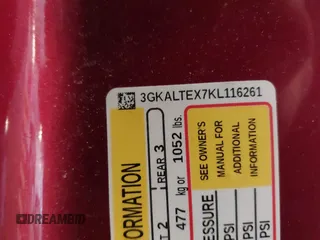 3GKALTEX7KL116261
ORMATION
REAR 3
T 2
477 kg or 1052 lbs.
SEE OWNER'S
MANUAL FOR
ADDITIONAL
INFORMATION
ESSURE
PSI
PSI
PSI
DREAMBID